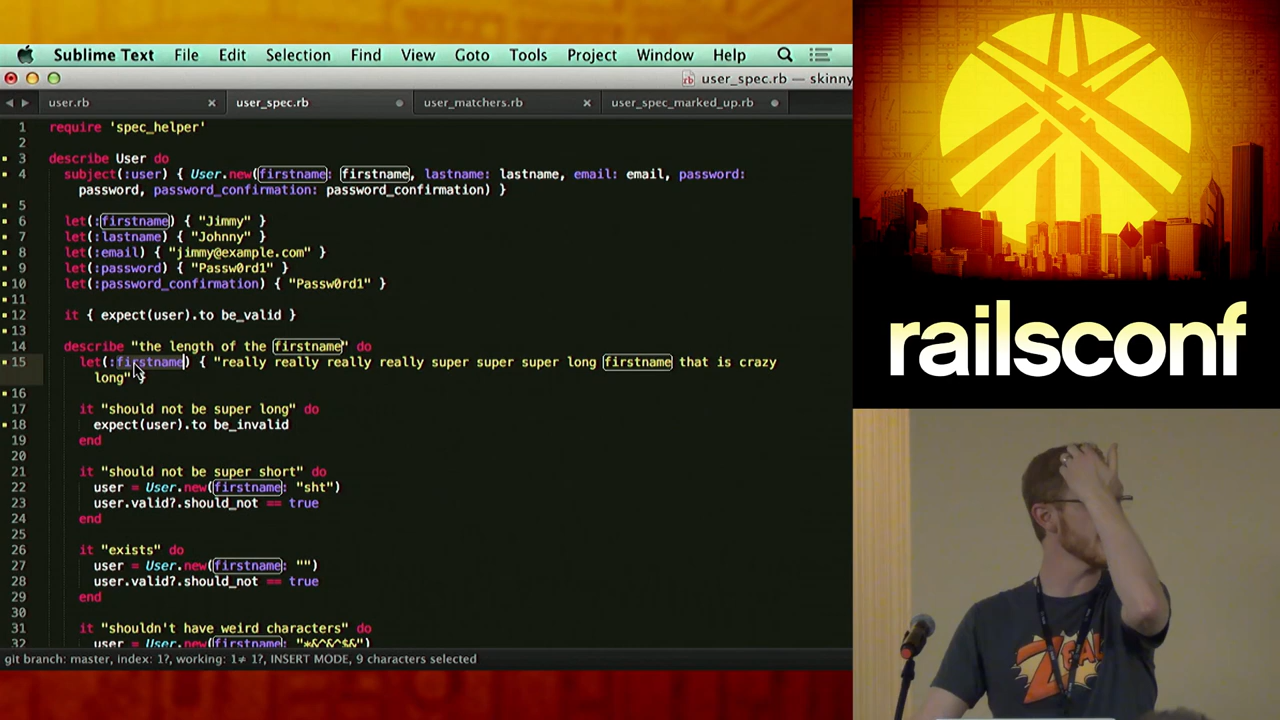 Sublime Text File Edit Selection Find View Goto Tools Project Window Help
user_spec.rb — skinny
user.rb user_spec.rb user_matchers.rb user_spec_marked_up.rb
1 require 'spec_helper'
2
3 describe User do
4 subject(:user) { User.new(firstname: firstname, lastname: lastname, email: email, password:
password, password_confirmation: password_confirmation) }
5
6 let(:firstname) { "Jimmy" }
7 let(:lastname) { "Johnny" }
8 let(:email) { "jimmy@example.com" }
9 let(:password) { "Passw0rd1" }
10 let(:password_confirmation) { "Passw0rd1" }
11
12 it { expect(user).to be_valid }
13
14 describe "the length of the firstname" do
15 let(:firstname) { "really really really really super super super long firstname that is crazy
long" }
16
17 it "should not be super long" do
18 expect(user).to be_invalid
19 end
20
21 it "should not be super short" do
22 user = User.new(firstname: "sht")
23 user.valid?.should_not == true
24 end
25
26 it "exists" do
27 user = User.new(firstname: "")
28 user.valid?.should_not == true
29 end
30
31 it "shouldn't have weird characters" do
32 user = User.new(firstname: "*&^&^$&")
git branch: master, index: 1?, working: 1≠ 1?, INSERT MODE, 9 characters selected
railsconf